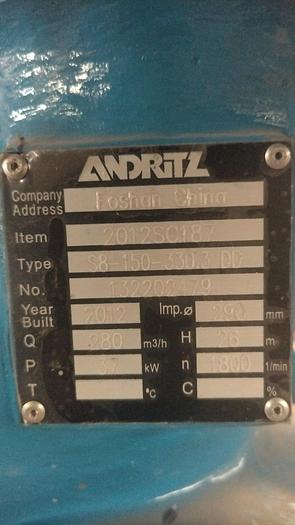 ANDRITZ
Company Address Foshan China
Item 2012SC187
Type S8-150-330.3 DD
No.
Year Built 2012 Imp.ø 290 mm
Q 280 m3/h H 26 m
P 37 kW n 1800 1/min
T °C C %